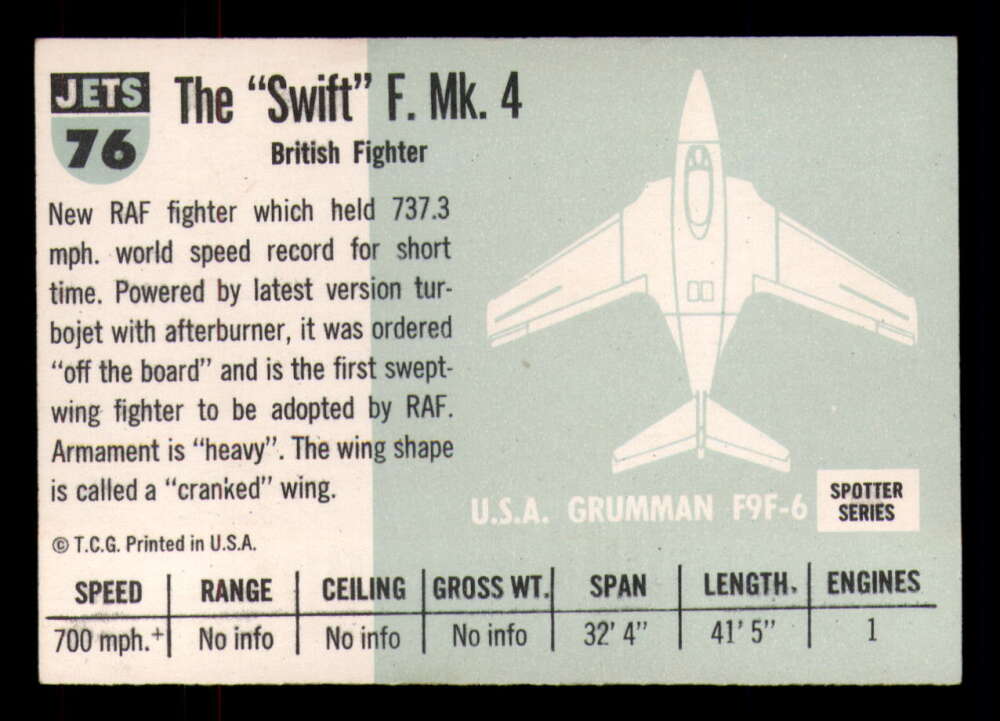 JETS
76
The "Swift" F. Mk. 4
British Fighter
New RAF fighter which held 737.3
mph. world speed record for short
time. Powered by latest version tur-
bojet with afterburner, it was ordered
"off the board" and is the first swept-
wing fighter to be adopted by RAF.
Armament is "heavy". The wing shape
is called a "cranked" wing.
© T.C.G. Printed in U.S.A.
U.S.A. GRUMMAN F9F-6
SPOTTER
SERIES
SPEED RANGE CEILING GROSS WT. SPAN LENGTH. ENGINES
700 mph.+ No info No info No info 32' 4" 41' 5" 1